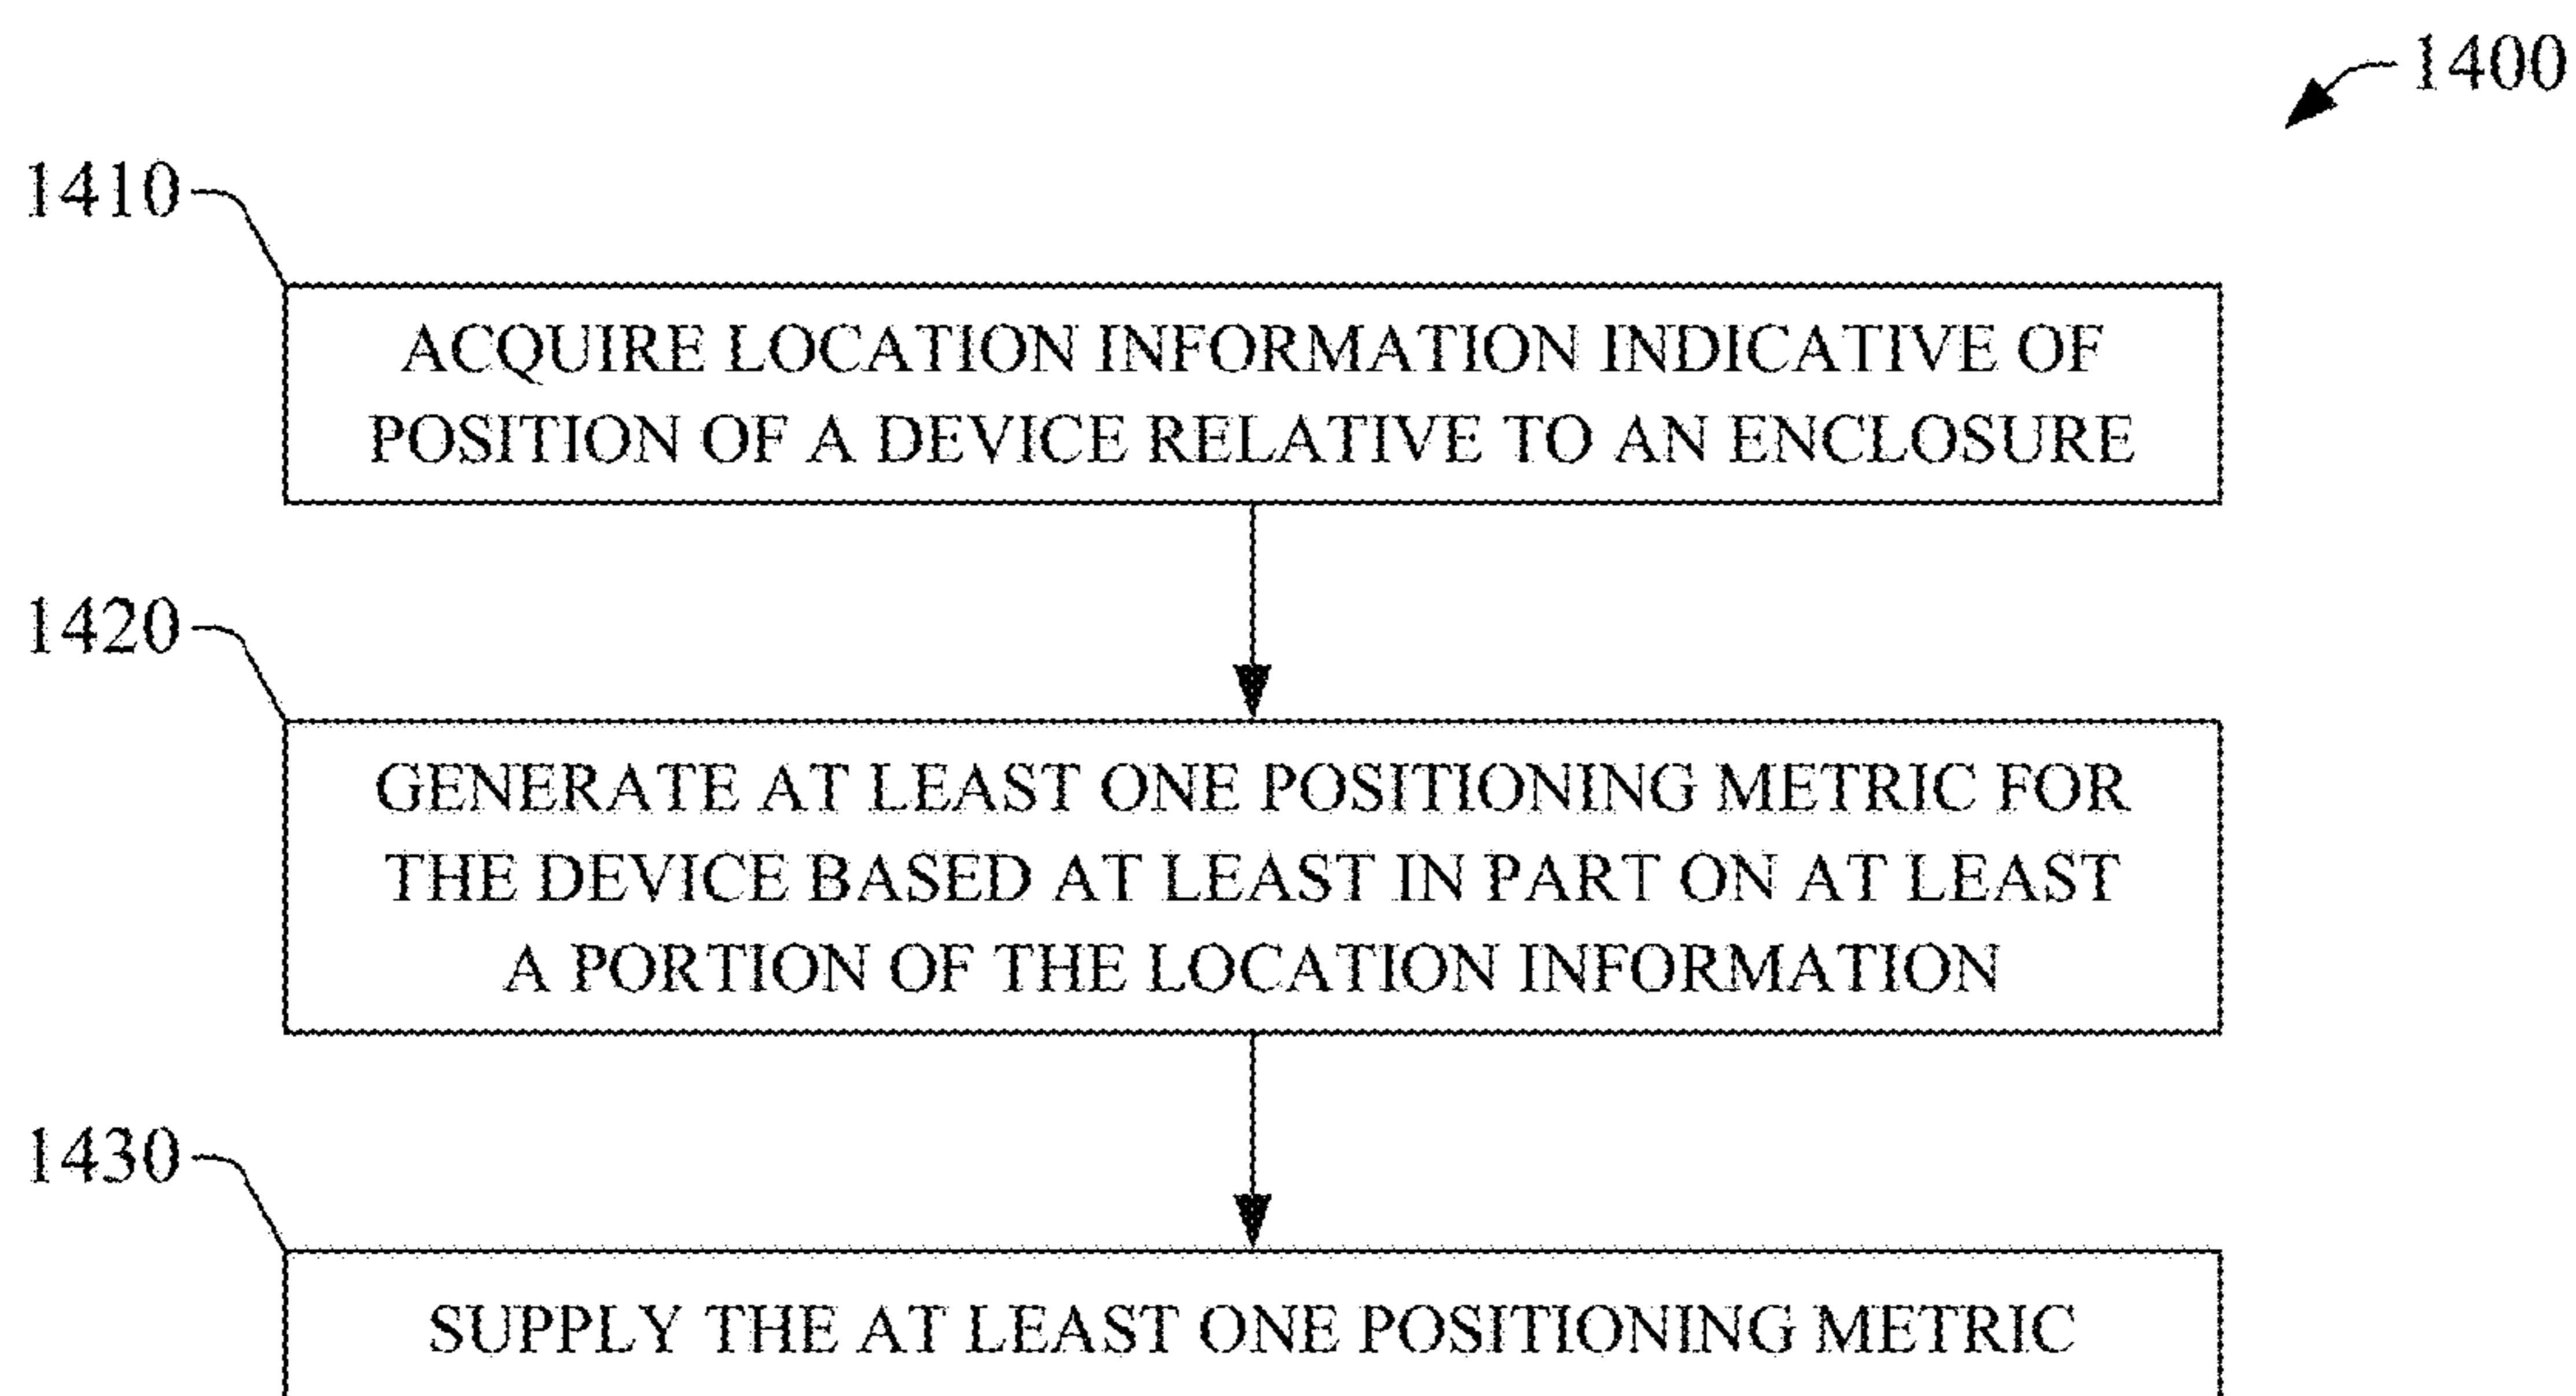 1400
1410
ACQUIRE LOCATION INFORMATION INDICATIVE OF
POSITION OF A DEVICE RELATIVE TO AN ENCLOSURE
1420
GENERATE AT LEAST ONE POSITIONING METRIC FOR
THE DEVICE BASED AT LEAST IN PART ON AT LEAST
A PORTION OF THE LOCATION INFORMATION
1430
SUPPLY THE AT LEAST ONE POSITIONING METRIC